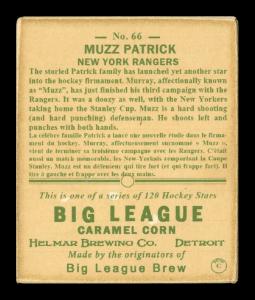 No. 66
MUZZ PATRICK
NEW YORK RANGERS
The storied Patrick family has launched yet another star
into the hockey firmament. Murray, affectionally known
as “Muzz”, has just finished his third campaign with the
Rangers. It was a doozy as well, with the New Yorkers
taking home the Stanley Cup. Muzz is a hard shooting
(and hard punching) defenseman. He shoots left and
punches with both hands.
La célèbre famille Patrick a lancé une nouvelle étoile dans le firma-
ment du hockey. Murray, affectueusement surnommé « Muzz »,
vient de terminer sa troisième campagne avec les Rangers. C'était
aussi un match mémorable, les New-Yorkais remportant la Coupe
Stanley. Muzz est un dur défenseur qui tire fort (et qui frappe fort). Il
tire à gauche et frappe avec les deux mains.
This is one of a series of 120 Hockey Stars
BIG LEAGUE
CARAMEL CORN
HELMAR BREWING CO. DETROIT
Made by the originators of
Big League Brew
C